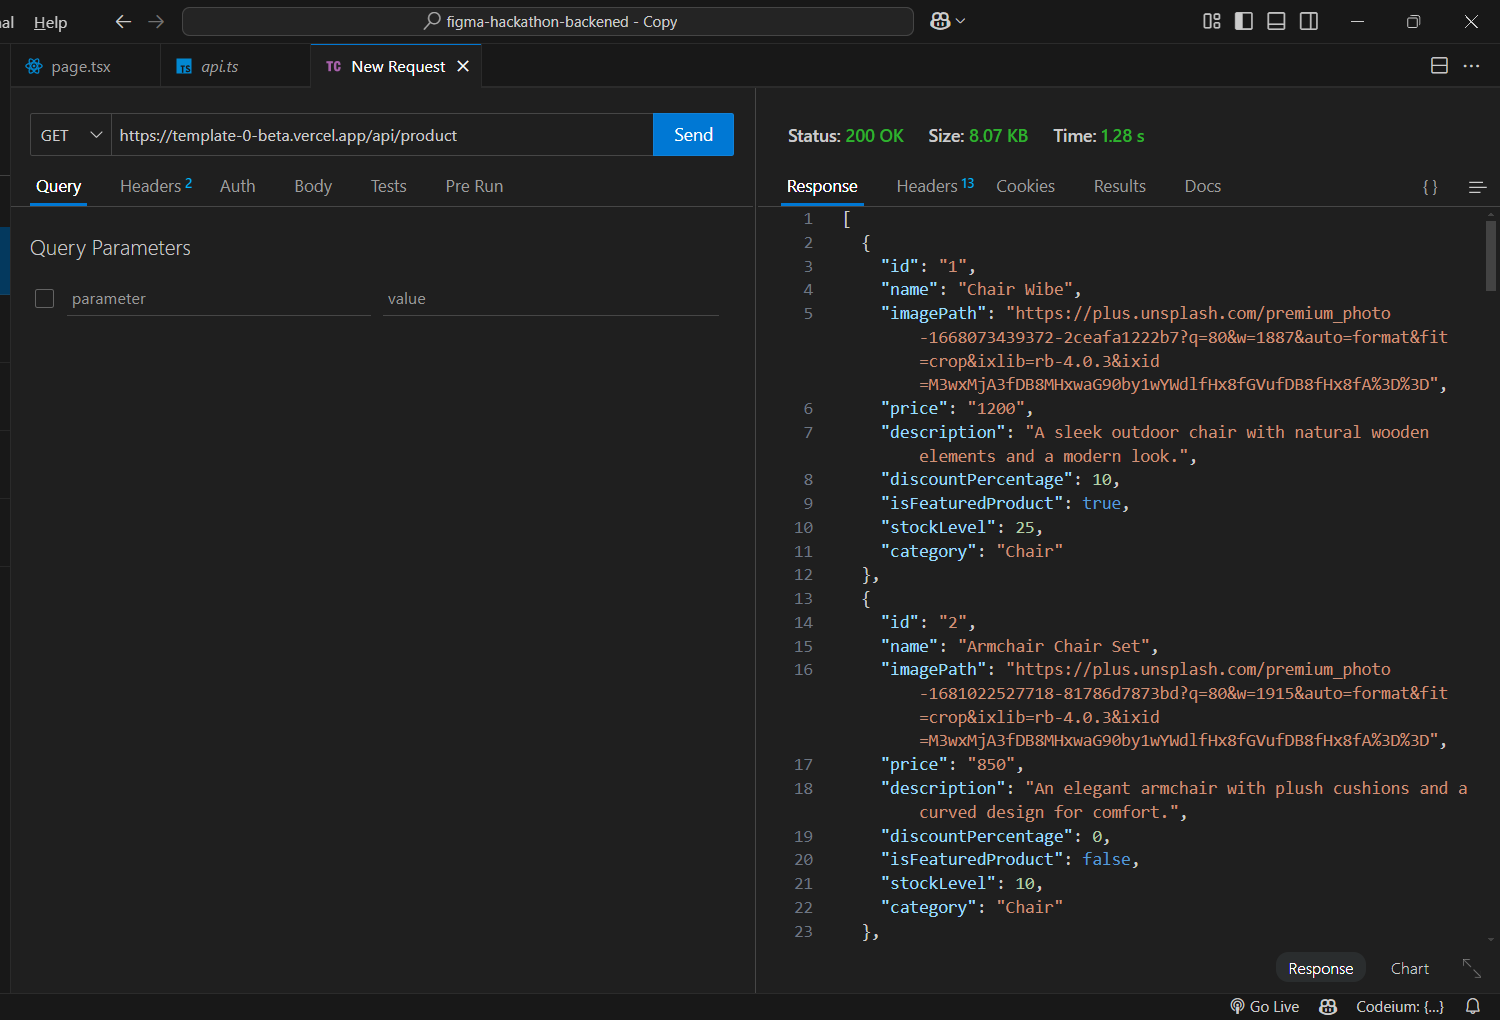 al Help
figma-hackathon-backened - Copy
page.tsx
TS api.ts
TC New Request
GET https://template-0-beta.vercel.app/api/product Send
Query Headers 2 Auth Body Tests Pre Run
Query Parameters
parameter value
Status: 200 OK Size: 8.07 KB Time: 1.28 s
Response Headers 13 Cookies Results Docs { }
1 [
2 {
3 "id": "1",
4 "name": "Chair Wibe",
5 "imagePath": "https://plus.unsplash.com/premium_photo
-1668073439372-2ceafa1222b7?q=80&w=1887&auto=format&fit
=crop&ixlib=rb-4.0.3&ixid
=M3wxMjA3fDB8MHxwaG90by1wYWdlfHx8fGVufDB8fHx8fA%3D%3D",
6 "price": "1200",
7 "description": "A sleek outdoor chair with natural wooden
elements and a modern look.",
8 "discountPercentage": 10,
9 "isFeaturedProduct": true,
10 "stockLevel": 25,
11 "category": "Chair"
12 },
13 {
14 "id": "2",
15 "name": "Armchair Chair Set",
16 "imagePath": "https://plus.unsplash.com/premium_photo
-1681022527718-81786d7873bd?q=80&w=1915&auto=format&fit
=crop&ixlib=rb-4.0.3&ixid
=M3wxMjA3fDB8MHxwaG90by1wYWdlfHx8fGVufDB8fHx8fA%3D%3D",
17 "price": "850",
18 "description": "An elegant armchair with plush cushions and a
curved design for comfort.",
19 "discountPercentage": 0,
20 "isFeaturedProduct": false,
21 "stockLevel": 10,
22 "category": "Chair"
23 },
Response Chart
Go Live Codeium: {...}